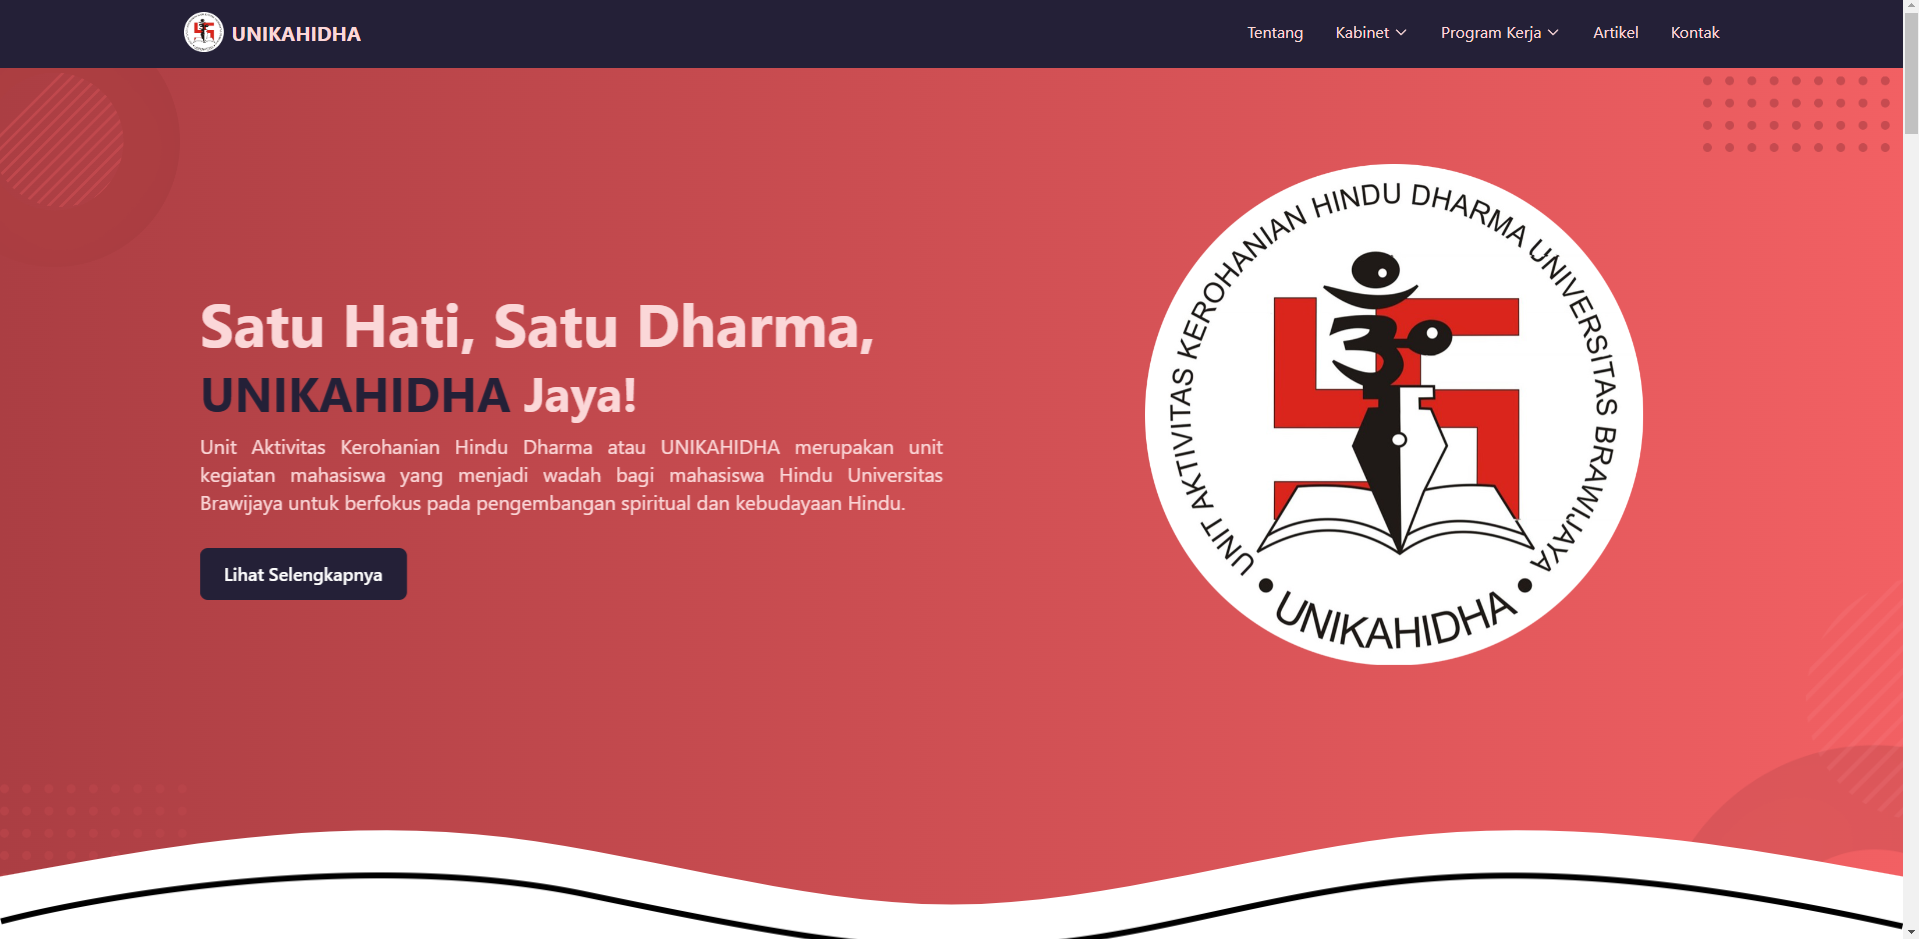 UNIKAHIDHA
Tentang
Kabinet
Program Kerja
Artikel
Kontak
Satu Hati, Satu Dharma,
UNIKAHIDHA Jaya!
Unit Aktivitas Kerohanian Hindu Dharma atau UNIKAHIDHA merupakan unit
kegiatan mahasiswa yang menjadi wadah bagi mahasiswa Hindu Universitas
Brawijaya untuk berfokus pada pengembangan spiritual dan kebudayaan Hindu.
Lihat Selengkapnya
UNIT AKTIVITAS KEROHANIAN HINDU DHARMA UNIVERSITAS BRAWIJAYA
• UNIKAHIDHA •